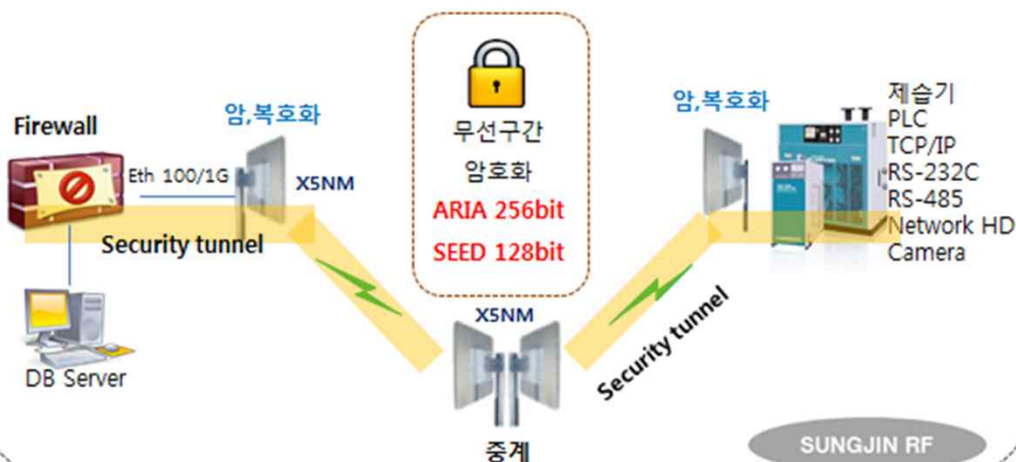 Firewall
암,복호화
Eth 100/1G
X5NM
Security tunnel
DB Server
무선구간
암호화
ARIA 256bit
SEED 128bit
X5NM
중계
Security tunnel
암,복호화
제습기
PLC
TCP/IP
RS-232C
RS-485
Network HD
Camera
SUNGJIN RF